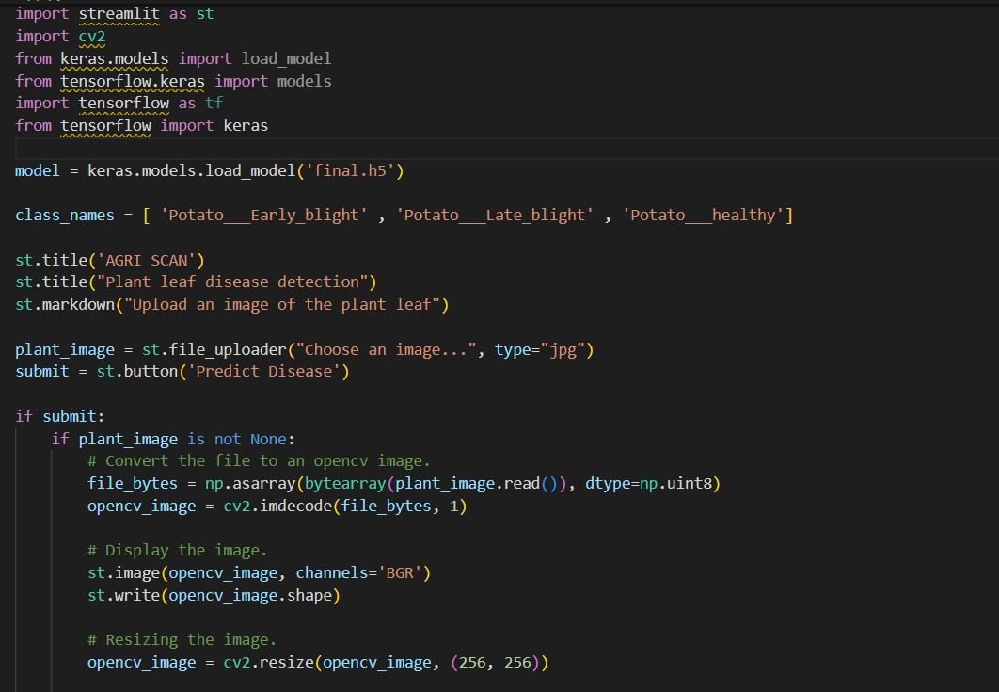 import streamlit as st
import cv2
from keras.models import load_model
from tensorflow.keras import models
import tensorflow as tf
from tensorflow import keras
model = keras.models.load_model('final.h5')
class_names = [ 'Potato___Early_blight' , 'Potato___Late_blight' , 'Potato___healthy']
st.title('AGRI SCAN')
st.title("Plant leaf disease detection")
st.markdown("Upload an image of the plant leaf")
plant_image = st.file_uploader("Choose an image...", type="jpg")
submit = st.button('Predict Disease')
if submit:
    if plant_image is not None:
        # Convert the file to an opencv image.
        file_bytes = np.asarray(bytearray(plant_image.read()), dtype=np.uint8)
        opencv_image = cv2.imdecode(file_bytes, 1)
        # Display the image.
        st.image(opencv_image, channels='BGR')
        st.write(opencv_image.shape)
        # Resizing the image.
        opencv_image = cv2.resize(opencv_image, (256, 256))